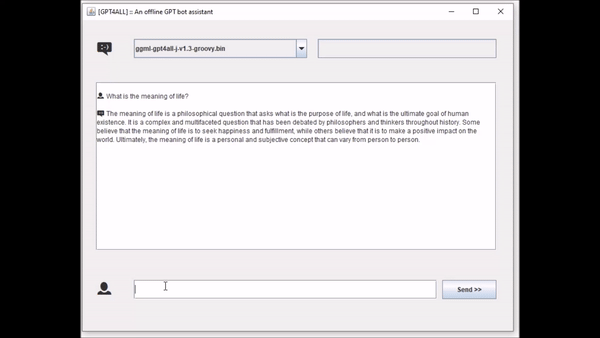 [GPT4ALL] :: An offline GPT bot assistant
ggml-gpt4all-j-v1.3-groovy.bin
What is the meaning of life?
The meaning of life is a philosophical question that asks what is the purpose of life, and what is the ultimate goal of human
existence. It is a complex and multifaceted question that has been debated by philosophers and thinkers throughout history. Some
believe that the meaning of life is to seek happiness and fulfillment, while others believe that it is to make a positive impact on the
world. Ultimately, the meaning of life is a personal and subjective concept that can vary from person to person.
Send >>